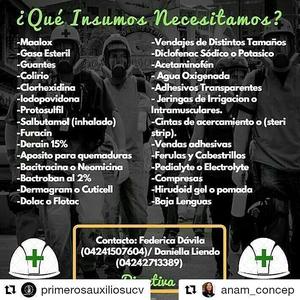 ¿Qué Insumos Necesitamos?
-Maalox
-Gasa Esteril
-Guantes
-Colirio
-Clorhexidina
-Iodopovidona
-Protosulfil
-Salbutamol (inhalado)
-Furacin
-Derain 15%
-Aposito para quemaduras
-Bactracina o Neomicina
-Bactroban al 2%
-Dermagram o Cuticell
-Dolac o Flotac
-Vendajes de Distintos Tamaños
-Diclofenac Sódico o Potasico
-Acetaminofén
- Agua Oxigenada
-Adhesivos Transparentes
- Jeringas de Irrigacion o
Intramusculares.
-Cintas de acercamiento o (steri
strip).
-Vendas adhesivas
-Ferulas y Cabestrillos
-Pedialyte o Electrolyte
-Compresas
-Hirudoid gel o pomada
-Baja Lenguas
Contacto: Federica Dávila
(04241507604)/ Daniella Liendo
(04242713389)
Directiva
primerosauxiliosucv
anam_concep